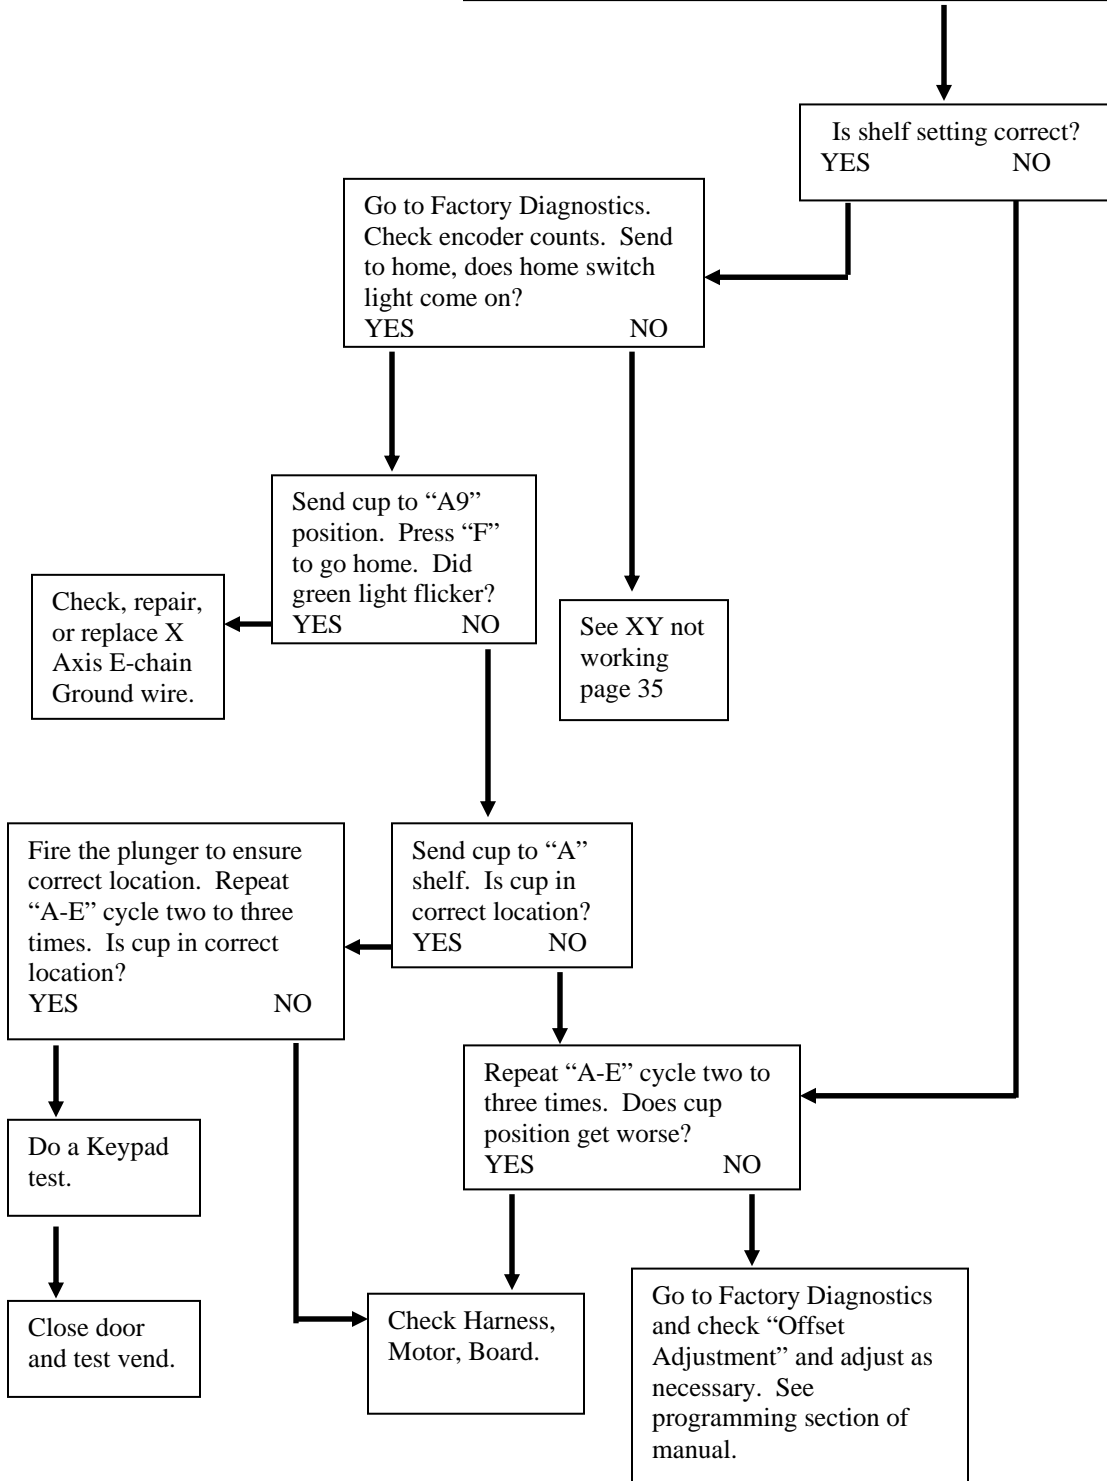 Is shelf setting correct?
YES NO
Go to Factory Diagnostics.
Check encoder counts.  Send
to home, does home switch
light come on?
YES NO
Send cup to “A9”
position.  Press “F”
to go home.  Did
green light flicker?
YES NO
Check, repair,
or replace X
Axis E-chain
Ground wire.
See XY not
working
page 35
Fire the plunger to ensure
correct location.  Repeat
“A-E” cycle two to three
times.  Is cup in correct
location?
YES NO
Send cup to “A”
shelf.  Is cup in
correct location?
YES NO
Repeat “A-E” cycle two to
three times.  Does cup
position get worse?
YES NO
Do a Keypad
test.
Close door
and test vend.
Check Harness,
Motor, Board.
Go to Factory Diagnostics
and check “Offset
Adjustment” and adjust as
necessary.  See
programming section of
manual.